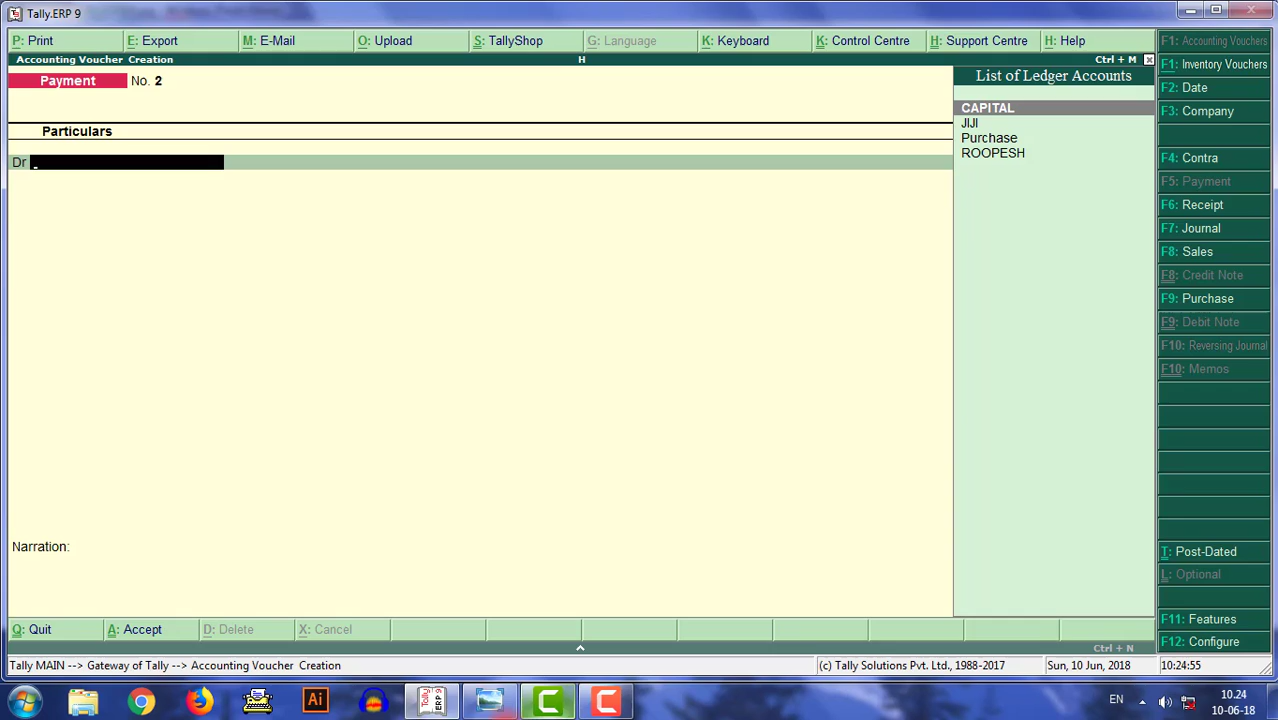 Tally.ERP 9
P: Print
E: Export
M: E-Mail
O: Upload
S: TallyShop
G: Language
K: Keyboard
K: Control Centre
H: Support Centre
H: Help
F1: Accounting Vouchers
Accounting Voucher Creation
H
Ctrl + M
F1: Inventory Vouchers
Payment No. 2
List of Ledger Accounts
F2: Date
CAPITAL
F3: Company
JIJI
Particulars
Purchase
ROOPESH
Dr
F4: Contra
F5: Payment
F6: Receipt
F7: Journal
F8: Sales
F8: Credit Note
F9: Purchase
F9: Debit Note
F10: Reversing Journal
F10: Memos
Narration:
T: Post-Dated
L: Optional
F11: Features
Q: Quit
A: Accept
D: Delete
X: Cancel
F12: Configure
Ctrl + N
Tally MAIN --> Gateway of Tally --> Accounting Voucher Creation
(c) Tally Solutions Pvt. Ltd., 1988-2017
Sun, 10 Jun, 2018
10:24:55
Ai
Tally
ERP 9
EN
10.24
10-06-18